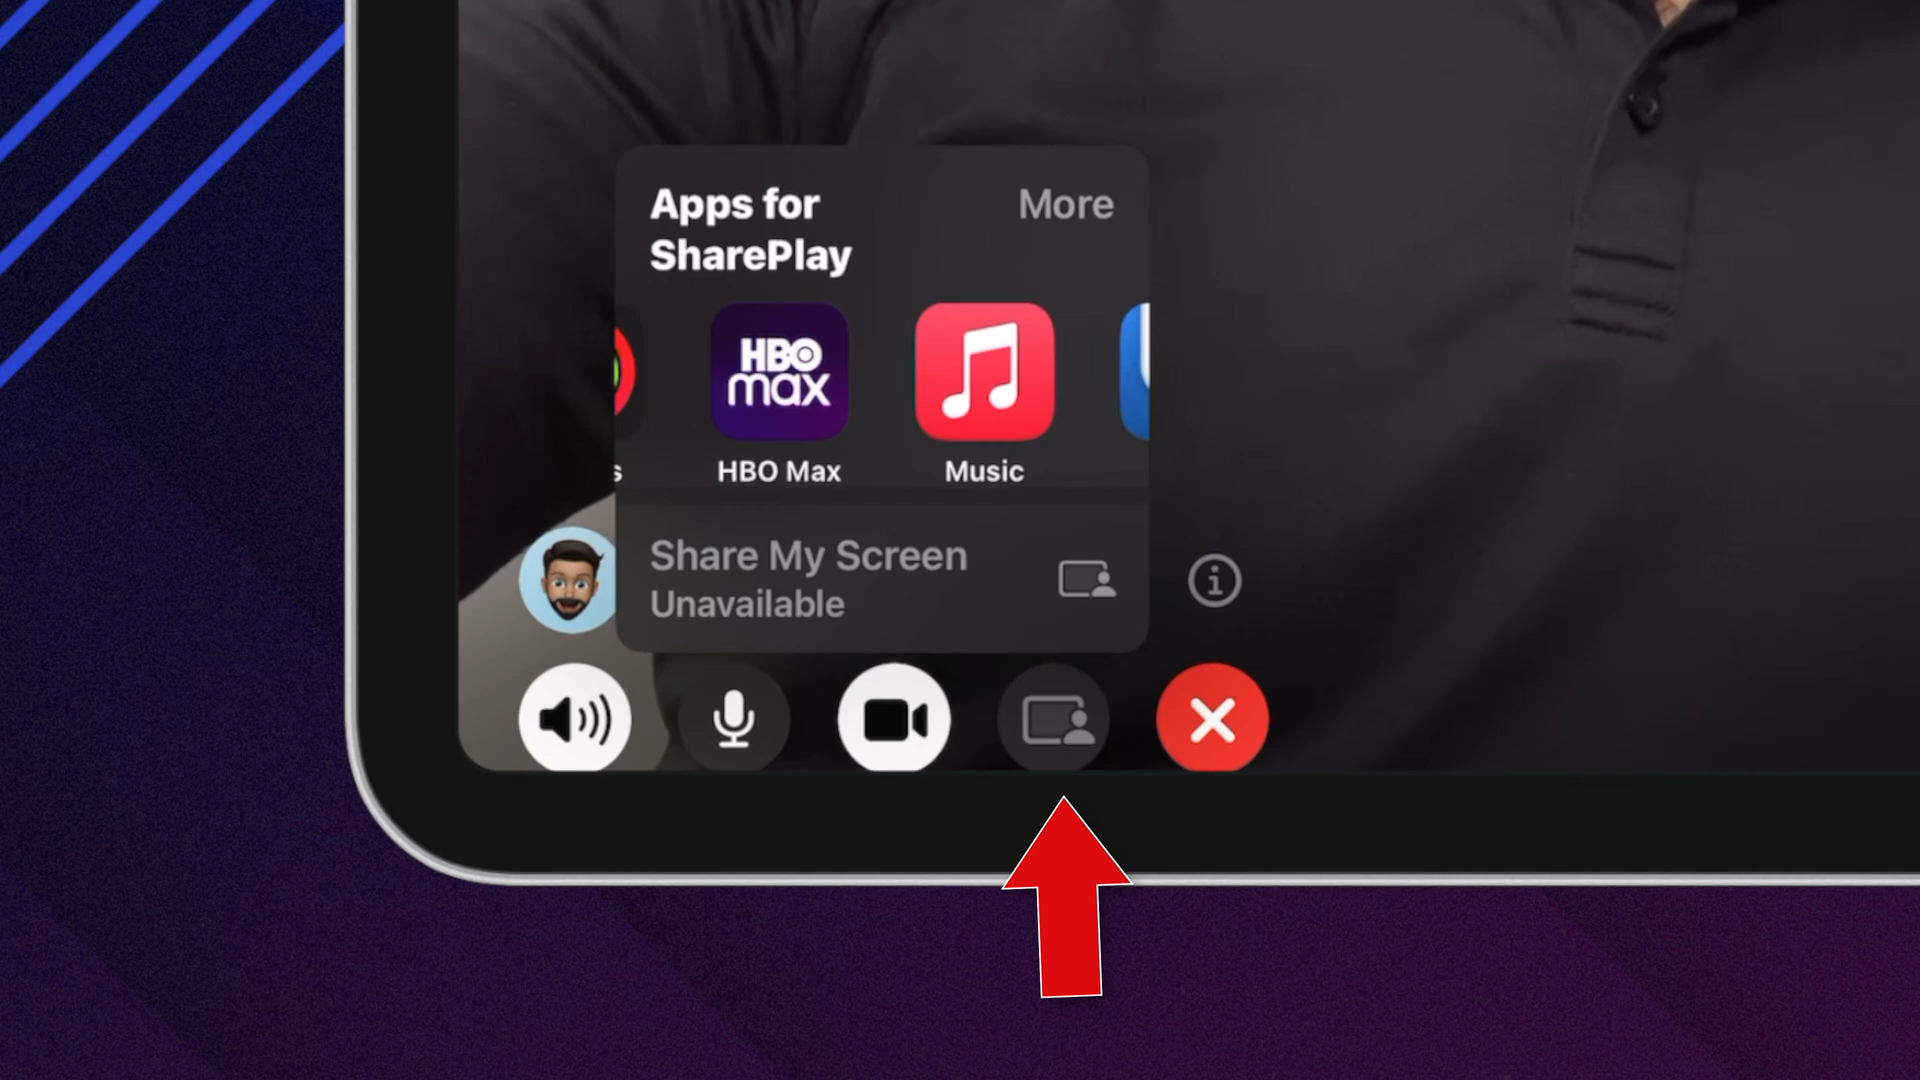 Apps for
SharePlay
More
HBO
max
s
HBO Max
Music
Share My Screen
Unavailable